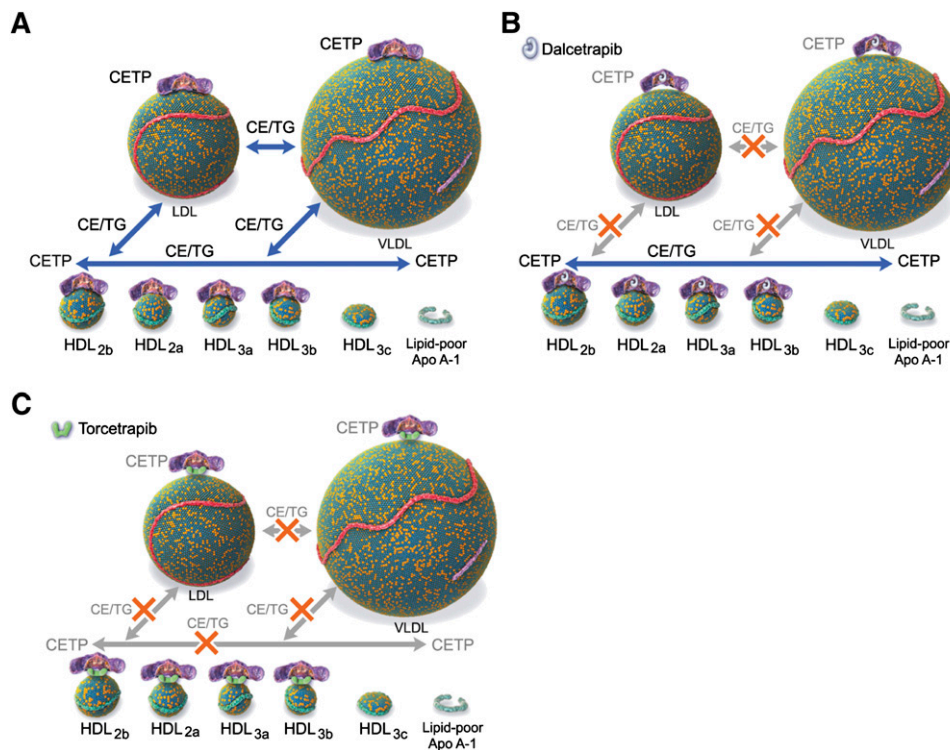 A
CETP
CETP
CE/TG
LDL
CE/TG
CE/TG
VLDL
CETP
CE/TG
CETP
HDL2b
HDL2a
HDL3a
HDL3b
HDL3c
Lipid-poor
Apo A-1
B
Dalcetrapib
CETP
CETP
CE/TG
LDL
CE/TG
CE/TG
VLDL
CETP
CE/TG
CETP
HDL2b
HDL2a
HDL3a
HDL3b
HDL3c
Lipid-poor
Apo A-1
C
Torcetrapib
CETP
CETP
CE/TG
LDL
CE/TG
CE/TG
CE/TG
VLDL
CETP
CETP
HDL2b
HDL2a
HDL3a
HDL3b
HDL3c
Lipid-poor
Apo A-1